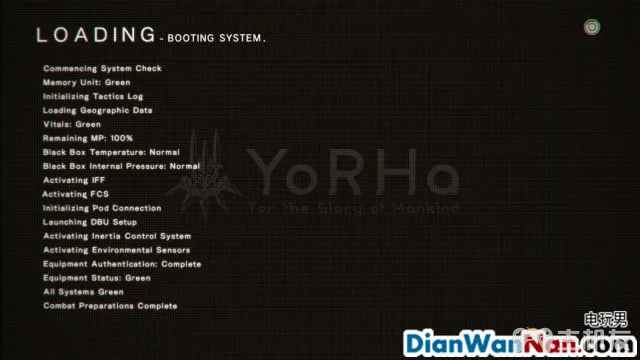 LOADING - BOOTING SYSTEM.
Commencing System Check
Memory Unit: Green
Initializing Tactics Log
Loading Geographic Data
Vitals: Green
Remaining MP: 100%
Black Box Temperature: Normal
Black Box Internal Pressure: Normal
Activating IFF
Activating FCS
Initializing Pod Connection
Launching DBU Setup
Activating Inertia Control System
Activating Environmental Sensors
Equipment Authentication: Complete
Equipment Status: Green
All Systems Green
Combat Preparations Complete
YoRHa
For the Glory of Mankind
电玩男
DianWanNan.com